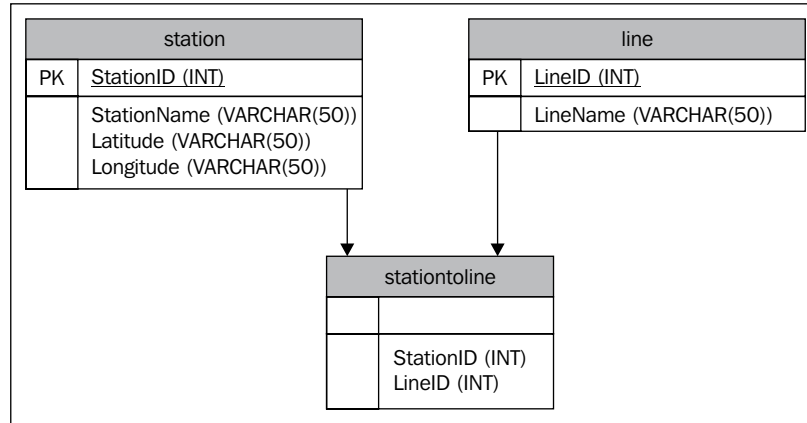 station
PK StationID (INT)
StationName (VARCHAR(50))
Latitude (VARCHAR(50))
Longitude (VARCHAR(50))
line
PK LineID (INT)
LineName (VARCHAR(50))
stationtoline
StationID (INT)
LineID (INT)